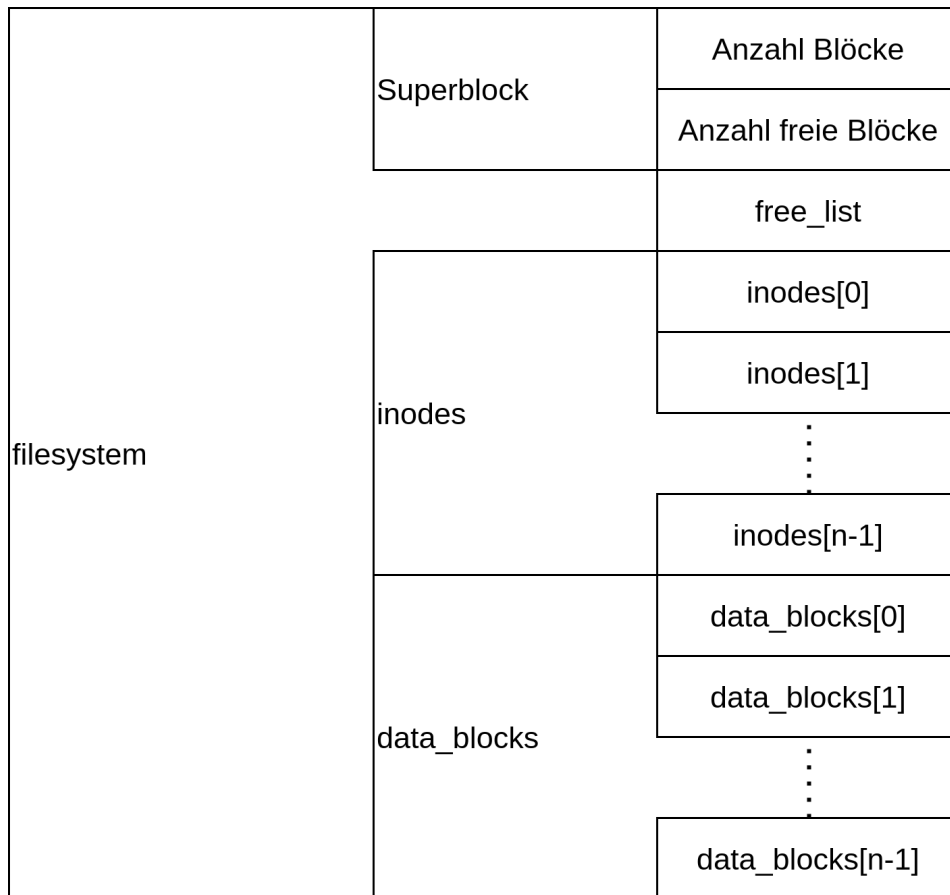 Anzahl Blöcke
Superblock
Anzahl freie Blöcke
free_list
inodes[0]
inodes[1]
inodes
filesystem
inodes[n-1]
data_blocks[0]
data_blocks[1]
data_blocks
data_blocks[n-1]